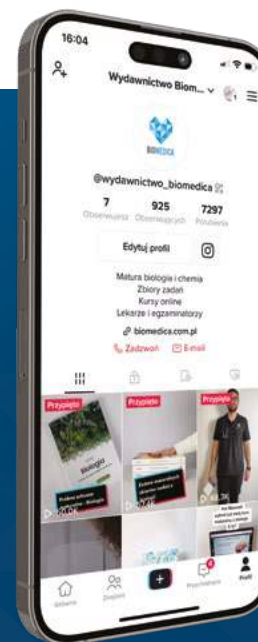 16:04
Wydawnictwo Biom...
1
BIOMEDICA
@wydawnictwo_biomedica
7 925 7297
Obserwujesz Obserwujących Polubienia
Edytuj profil
Matura biologia i chemia
Zbiory zadań
Kursy online
Lekarze i egzaminatorzy
biomedica.com.pl
Zadzwoń E-mail
Przypięto Przypięto Przypięto
Biologia
Główna Znajomi Profil